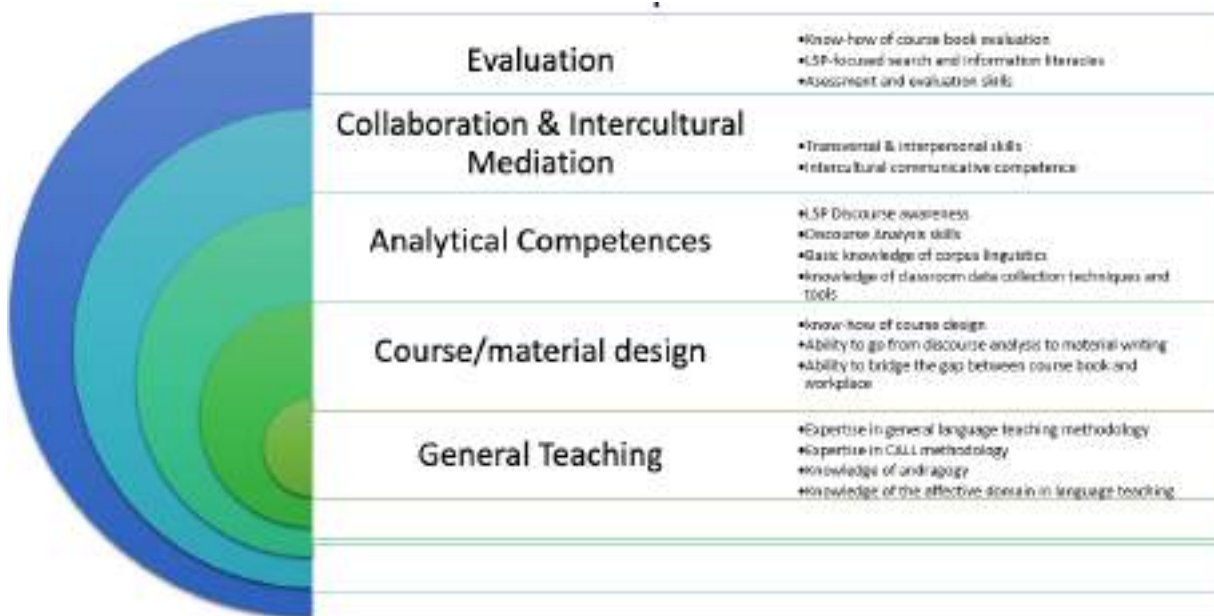 Evaluation
•Know-how of course book evaluation
•LSP-focused search and information literacies
•Assessment and evaluation skills
Collaboration & Intercultural
Mediation
•Transversal & interpersonal skills
•Intercultural communicative competence
Analytical Competences
•LSP Discourse awareness
•Discourse Analysis skills
•Basic knowledge of corpus linguistics
•knowledge of classroom data collection techniques and
tools
Course/material design
•know-how of course design
•Ability to go from discourse analysis to material writing
•Ability to bridge the gap between course book and
workplace
General Teaching
•Expertise in general language teaching methodology
•Expertise in CALL methodology
•Knowledge of andragogy
•Knowledge of the affective domain in language teaching